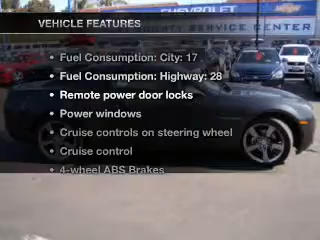 VEHICLE FEATURES
CHEVROLET
COUNTY SERVICE CENTER
• Fuel Consumption: City: 17
• Fuel Consumption: Highway: 28
• Remote power door locks
• Power windows
• Cruise controls on steering wheel
• Cruise control
• 4-wheel ABS Brakes